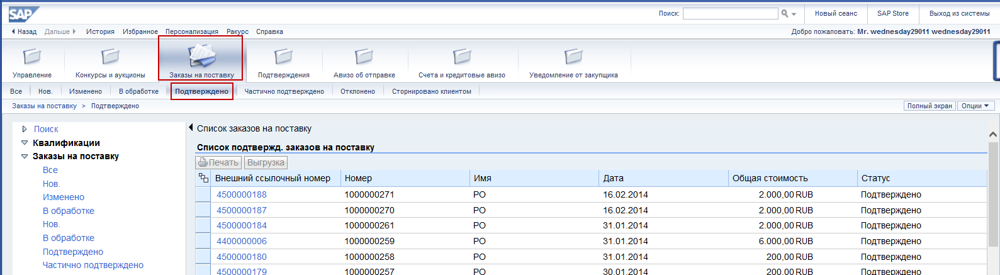 SAP
Поиск: Новый сеанс SAP Store Выход из системы
Назад Дальше История Избранное Персонализация Ракурс Справка Добро пожаловать: Mr. wednesday29011 wednesday29011
Управление Конкурсы и аукционы Заказы на поставку Подтверждения Авизо об отправке Счета и кредитовые авизо Уведомление от закупщика
Все Нов. Изменено В обработке Подтверждено Частично подтверждено Отклонено Сторнировано клиентом
Заказы на поставку > Подтверждено Полный экран Опции
Поиск
Квалификации
Заказы на поставку
Все
Нов.
Изменено
В обработке
Нов.
В обработке
Подтверждено
Частично подтверждено
Список заказов на поставку
Список подтвержд. заказов на поставку
Печать Выгрузка
Внешний ссылочный номер Номер Имя Дата Общая стоимость Статус
4500000188 1000000271 PO 16.02.2014 2.000,00 RUB Подтверждено
4500000187 1000000270 PO 16.02.2014 2.000,00 RUB Подтверждено
4500000184 1000000261 PO 31.01.2014 2.000,00 RUB Подтверждено
4400000006 1000000259 PO 31.01.2014 6.000,00 RUB Подтверждено
4500000180 1000000258 PO 31.01.2014 200,00 RUB Подтверждено
4500000179 1000000257 PO 30.01.2014 200,00 RUB Подтверждено